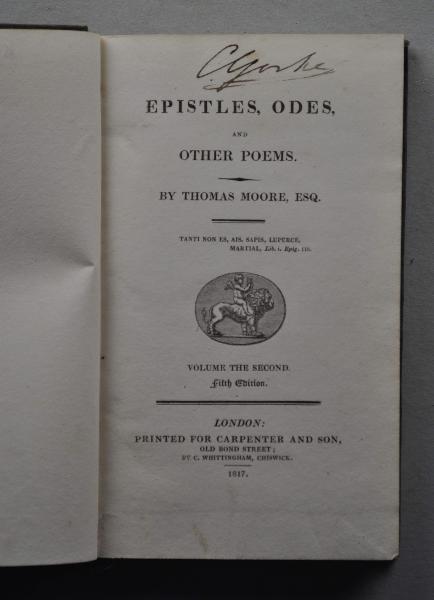 C Yorke
EPISTLES, ODES,
AND
OTHER POEMS.
BY THOMAS MOORE, ESQ.
TANTI NON ES, AIS. SAPIS, LUPERCE,
MARTIAL, Lib. i. Epig. 118.
VOLUME THE SECOND.
Fifth Edition.
LONDON:
PRINTED FOR CARPENTER AND SON,
OLD BOND STREET;
BY C. WHITTINGHAM, CHISWICK.
1817.